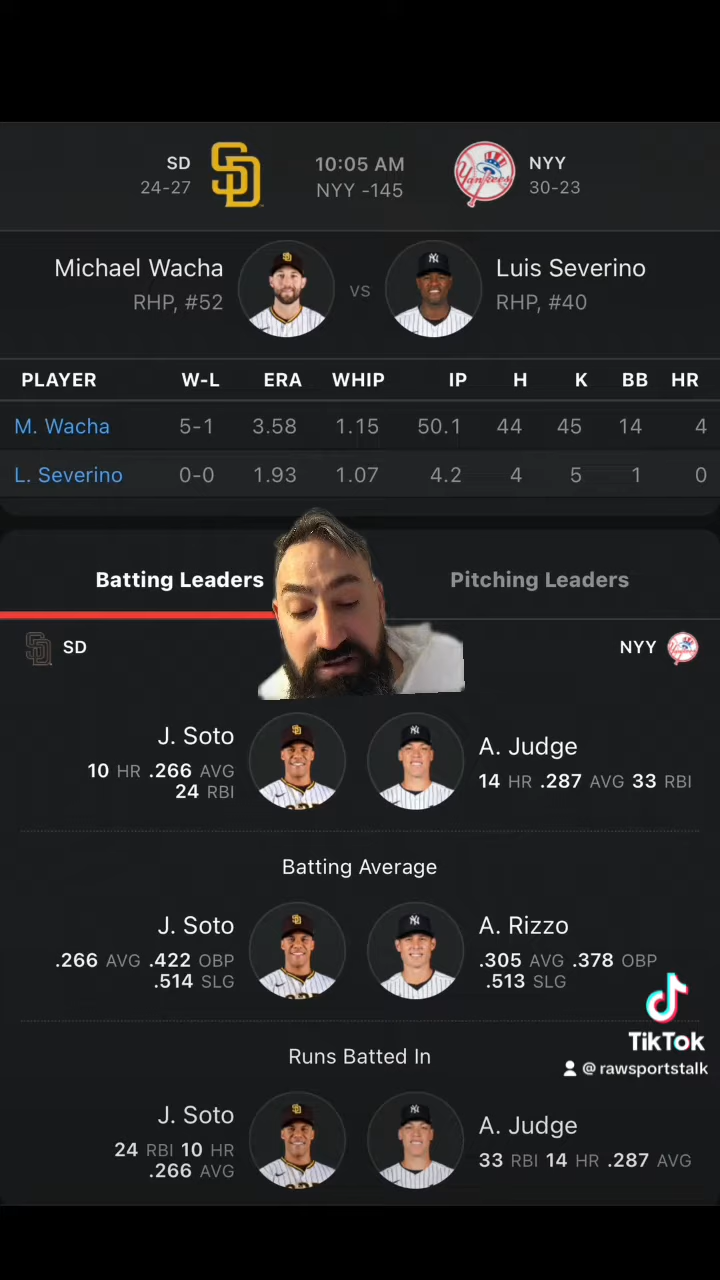 SD 10:05 AM NYY
24-27 NYY -145 30-23
Michael Wacha vs Luis Severino
RHP, #52 RHP, #40
PLAYER W-L ERA WHIP IP H K BB HR
M. Wacha 5-1 3.58 1.15 50.1 44 45 14 4
L. Severino 0-0 1.93 1.07 4.2 4 5 1 0
Batting Leaders Pitching Leaders
SD NYY
J. Soto A. Judge
10 HR .266 AVG 14 HR .287 AVG 33 RBI
24 RBI
Batting Average
J. Soto A. Rizzo
.266 AVG .422 OBP .305 AVG .378 OBP
.514 SLG .513 SLG
TikTok
Runs Batted In
@rawsportstalk
J. Soto A. Judge
24 RBI 10 HR 33 RBI 14 HR .287 AVG
.266 AVG